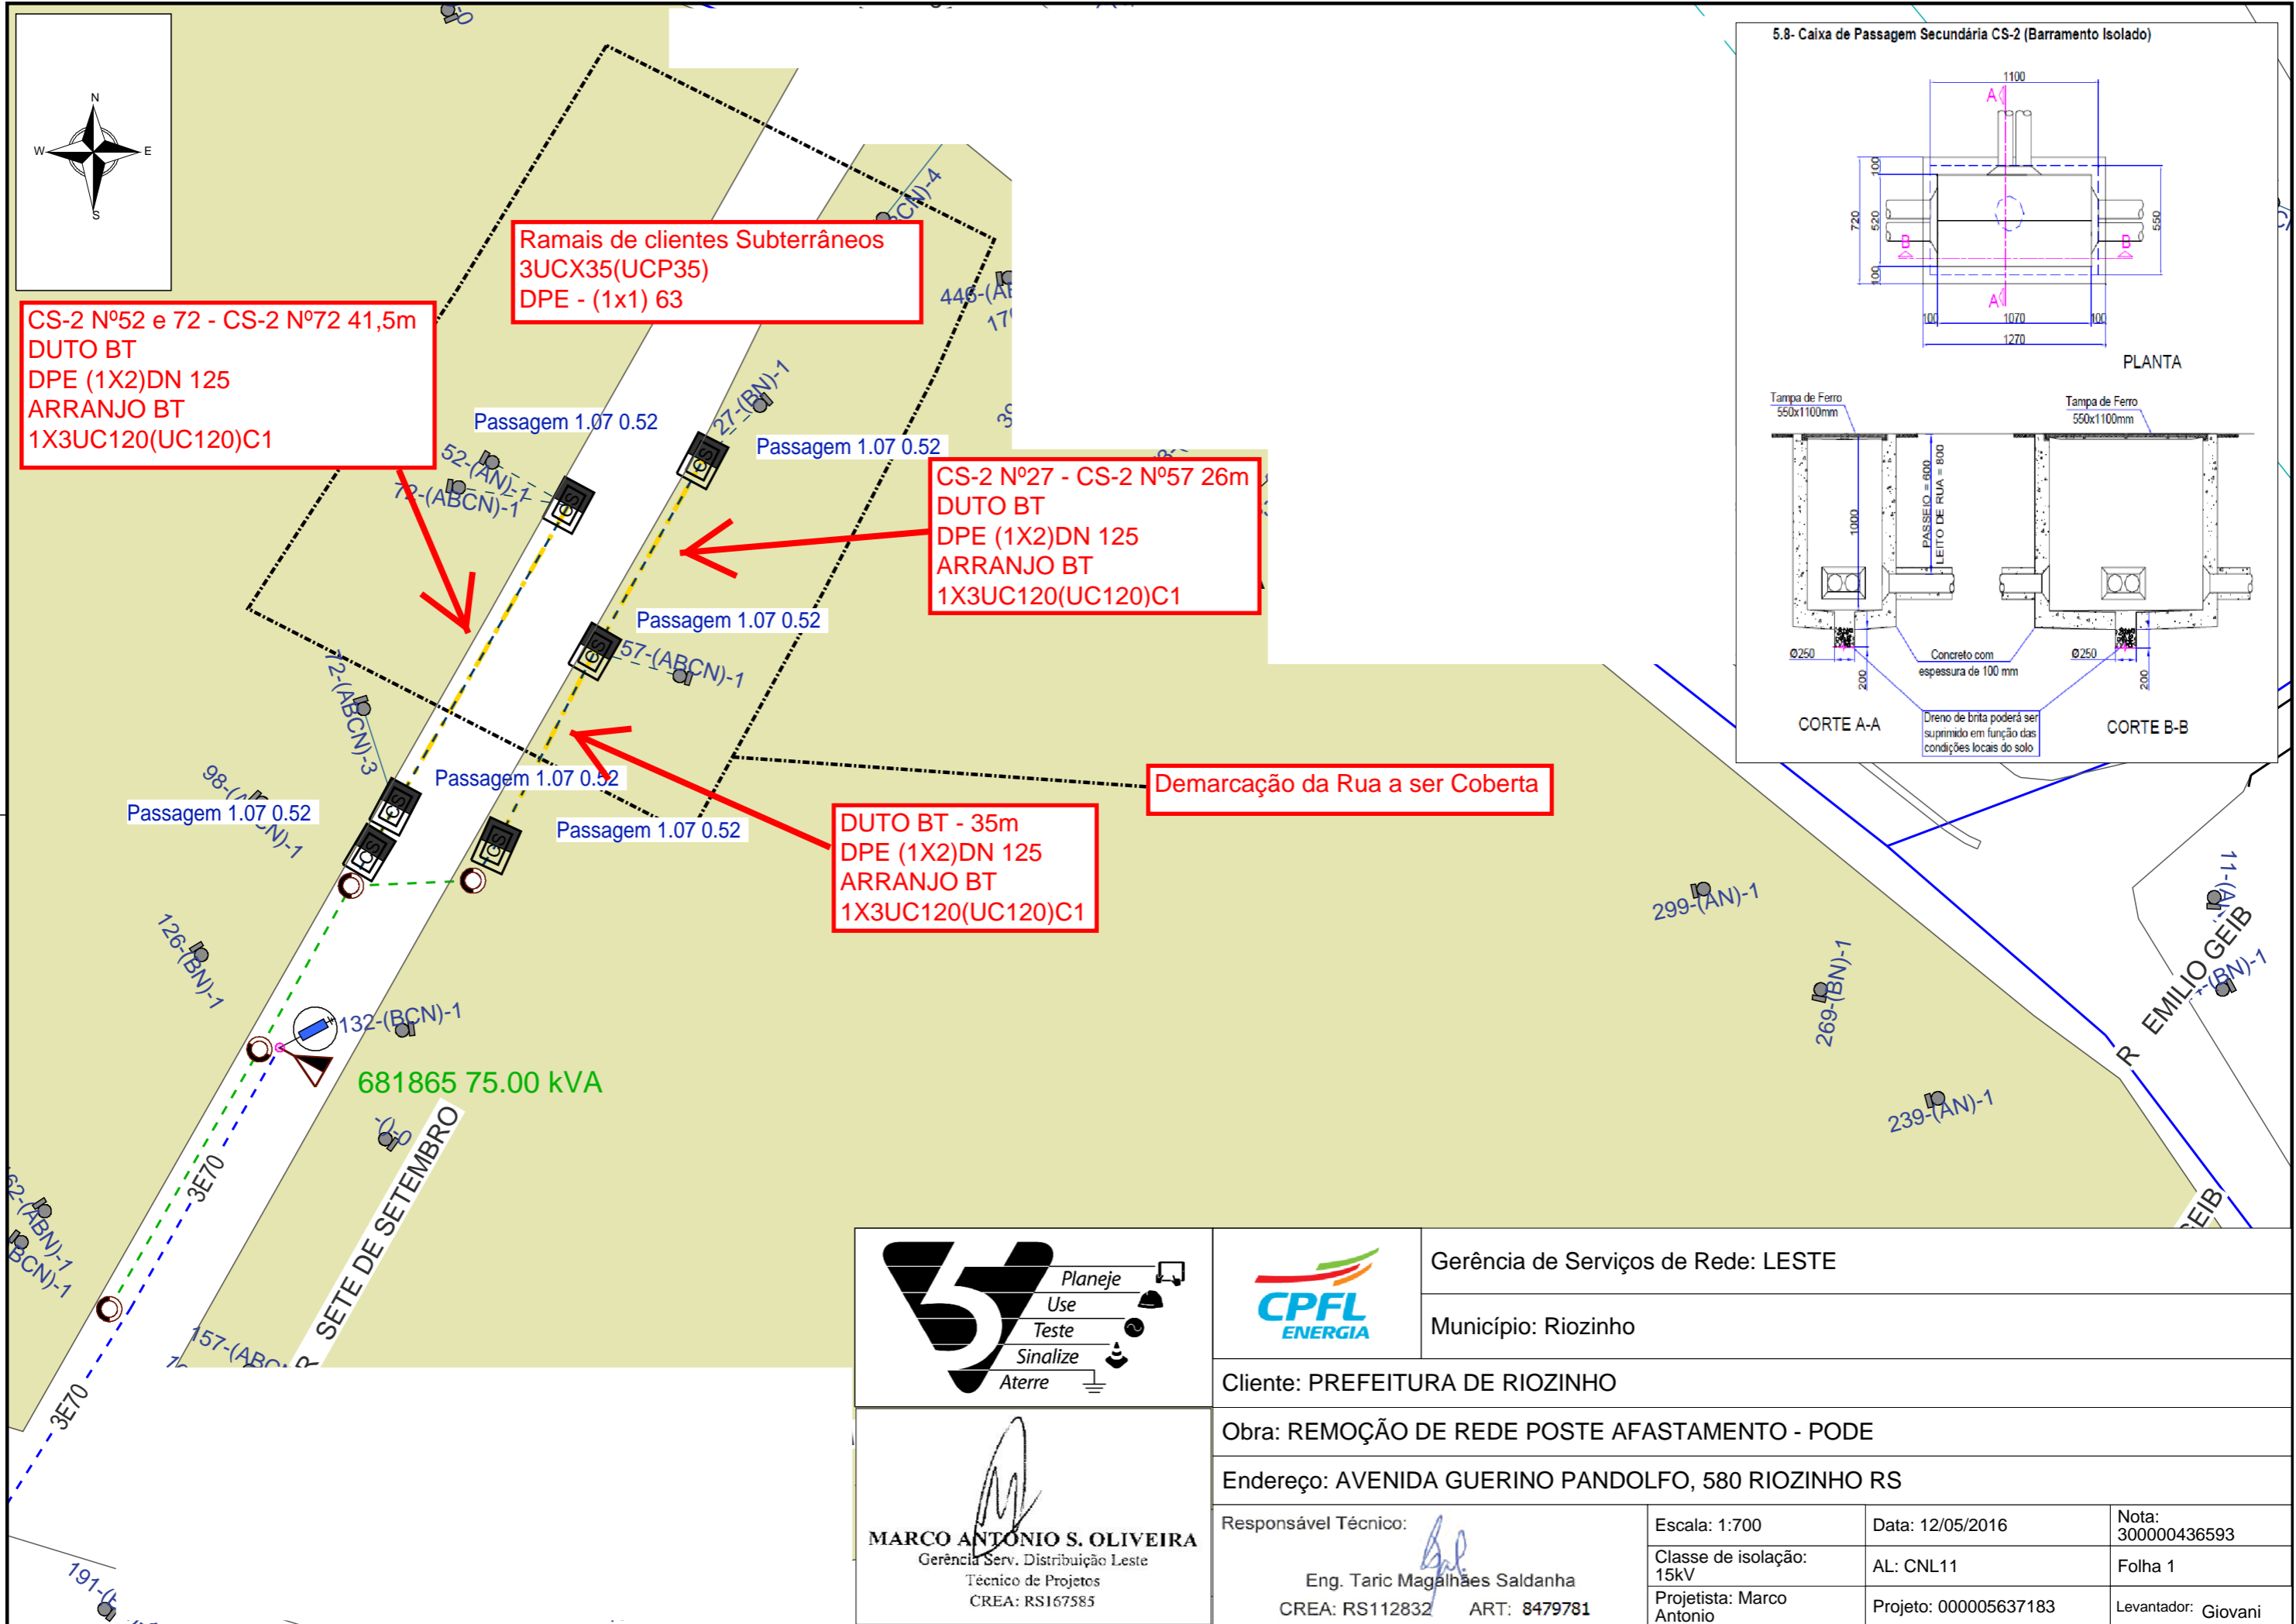 N
W
E
S
CS-2 Nº52 e 72 - CS-2 Nº72 41,5m
DUTO BT
DPE (1X2)DN 125
ARRANJO BT
1X3UC120(UC120)C1
Ramais de clientes Subterrâneos
3UCX35(UCP35)
DPE - (1x1) 63
CS-2 Nº27 - CS-2 Nº57 26m
DUTO BT
DPE (1X2)DN 125
ARRANJO BT
1X3UC120(UC120)C1
Demarcação da Rua a ser Coberta
DUTO BT - 35m
DPE (1X2)DN 125
ARRANJO BT
1X3UC120(UC120)C1
Passagem 1.07 0.52
Passagem 1.07 0.52
Passagem 1.07 0.52
Passagem 1.07 0.52
Passagem 1.07 0.52
Passagem 1.07 0.52
27-(BN)-1
52-(AN)-1
72-(ABCN)-1
57-(ABCN)-1
72-(ABCN)-3
126-(BN)-1
132-(BCN)-1
681865 75.00 kVA
-()-0
3E70
3E70
R SETE DE SETEMBRO
299-(AN)-1
269-(BN)-1
239-(AN)-1
R EMILIO GEIB
GEIB
5.8- Caixa de Passagem Secundária CS-2 (Barramento Isolado)
1100
A
A
B
B
100
520
100
720
550
100
1070
100
1270
PLANTA
Tampa de Ferro
550x1100mm
Tampa de Ferro
550x1100mm
1000
PASSEIO = 600
LEITO DE RUA = 800
Ø250
Ø250
200
200
Concreto com
espessura de 100 mm
CORTE A-A
CORTE B-B
Dreno de brita poderá ser
suprimido em função das
condições locais do solo
5
Planeje
Use
Teste
Sinalize
Aterre
CPFL
ENERGIA
Gerência de Serviços de Rede: LESTE
Município: Riozinho
Cliente: PREFEITURA DE RIOZINHO
Obra: REMOÇÃO DE REDE POSTE AFASTAMENTO - PODE
Endereço: AVENIDA GUERINO PANDOLFO, 580 RIOZINHO RS
MARCO ANTÔNIO S. OLIVEIRA
Gerência Serv. Distribuição Leste
Técnico de Projetos
CREA: RS167585
Responsável Técnico:
Eng. Taric Magalhães Saldanha
CREA: RS112832 ART: 8479781
Escala: 1:700
Data: 12/05/2016
Nota:
300000436593
Classe de isolação:
15kV
AL: CNL11
Folha 1
Projetista: Marco
Antonio
Projeto: 000005637183
Levantador: Giovani